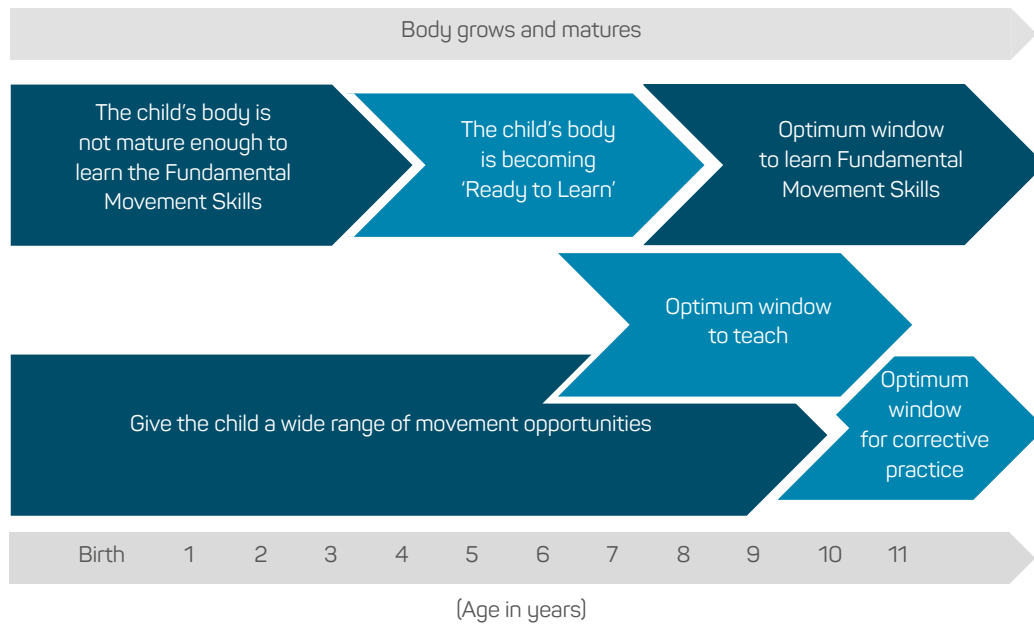 Body grows and matures
The child's body is
not mature enough to
learn the Fundamental
Movement Skills
The child's body
is becoming
‘Ready to Learn’
Optimum window
to learn Fundamental
Movement Skills
Optimum window
to teach
Give the child a wide range of movement opportunities
Optimum
window
for corrective
practice
Birth 1 2 3 4 5 6 7 8 9 10 11
(Age in years)